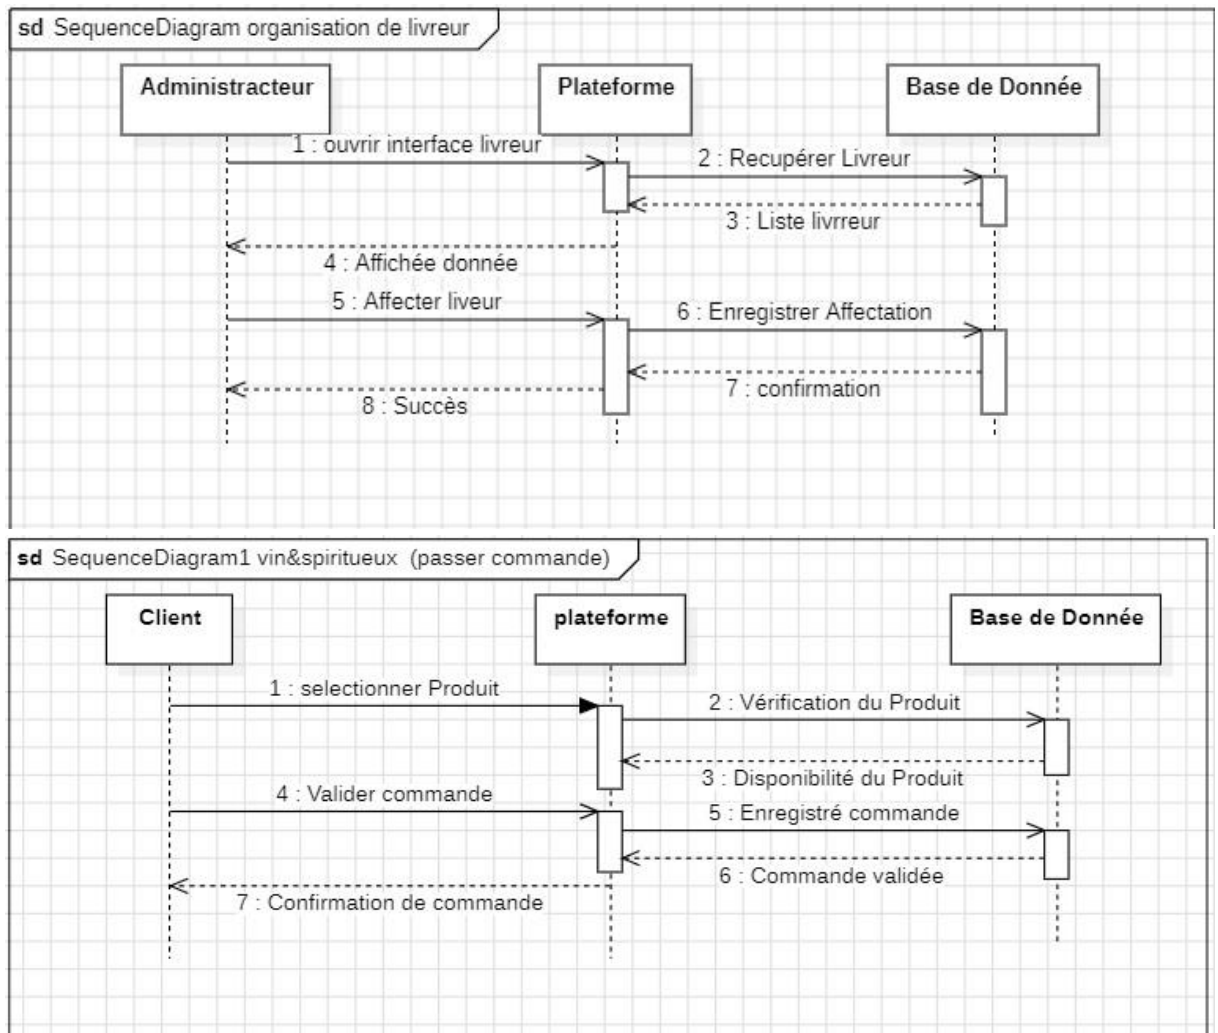 sd SequenceDiagram organisation de livreur
Administracteur
Plateforme
Base de Donnée
1 : ouvrir interface livreur
2 : Recupérer Livreur
3 : Liste livrreur
4 : Affichée donnée
5 : Affecter liveur
6 : Enregistrer Affectation
7 : confirmation
8 : Succès
sd SequenceDiagram1 vin&spiritueux (passer commande)
Client
plateforme
Base de Donnée
1 : selectionner Produit
2 : Vérification du Produit
3 : Disponibilité du Produit
4 : Valider commande
5 : Enregistré commande
6 : Commande validée
7 : Confirmation de commande